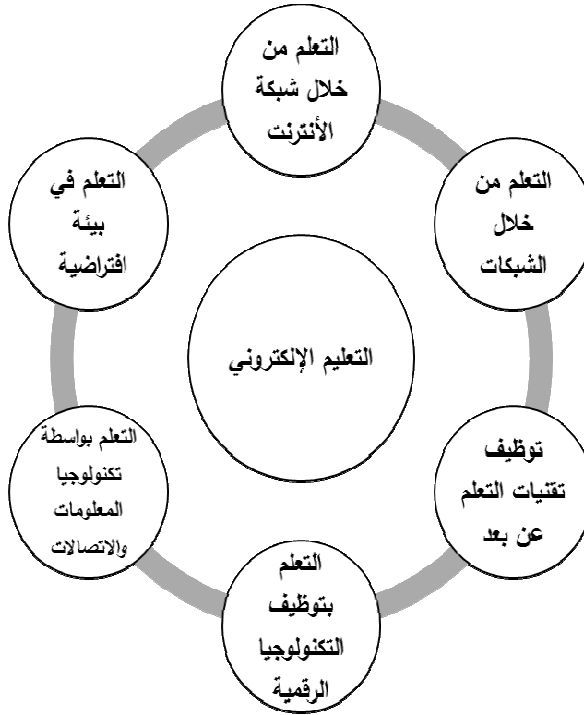 التعلم من
خلال شبكة
الأنترنت
التعلم من
خلال
الشبكات
توظيف
تقنيات التعلم
عن بعد
التعلم
بتوظيف
التكنولوجيا
الرقمية
التعلم بواسطة
تكنولوجيا
المعلومات
والاتصالات
التعلم في
بيئة
افتراضية
التعليم الإلكتروني